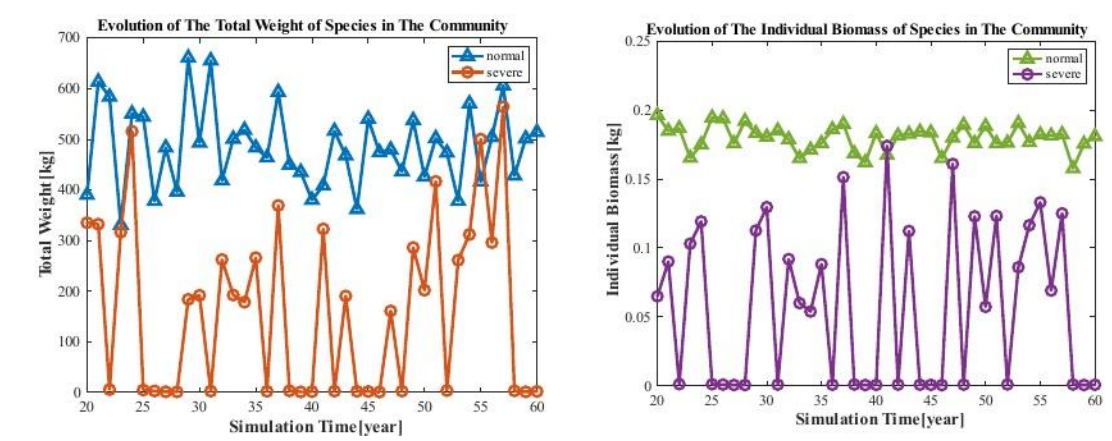 Evolution of The Total Weight of Species in The Community
700
600
500
400
300
200
100
0
20 25 30 35 40 45 50 55 60
Total Weight[kg]
Simulation Time[year]
normal
severe
Evolution of The Individual Biomass of Species in The Community
0.25
0.2
0.15
0.1
0.05
0
20 25 30 35 40 45 50 55 60
Individual Biomass[kg]
Simulation Time[year]
normal
severe